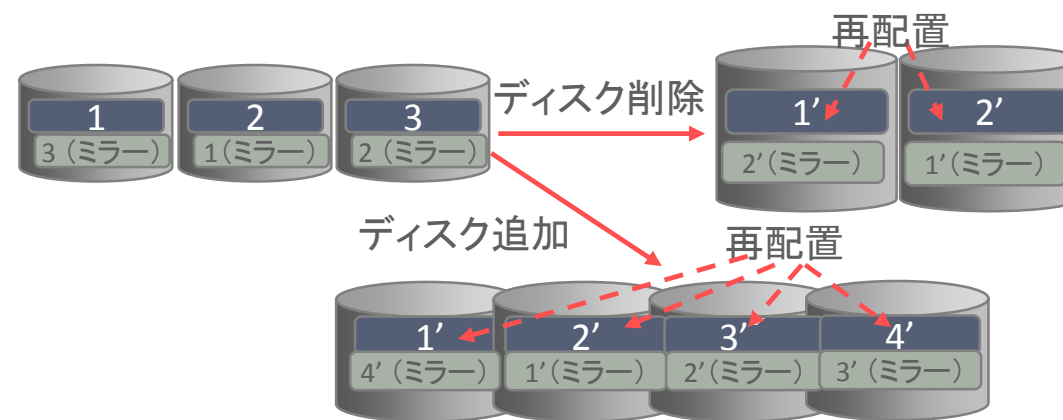 再配置
1
2
3
ディスク削除
1’
2’
3 (ミラー)
1(ミラー)
2 (ミラー)
2’(ミラー)
1’(ミラー)
ディスク追加
再配置
1’
2’
3’
4’
4’ (ミラー)
1’(ミラー)
2’(ミラー)
3’ (ミラー)